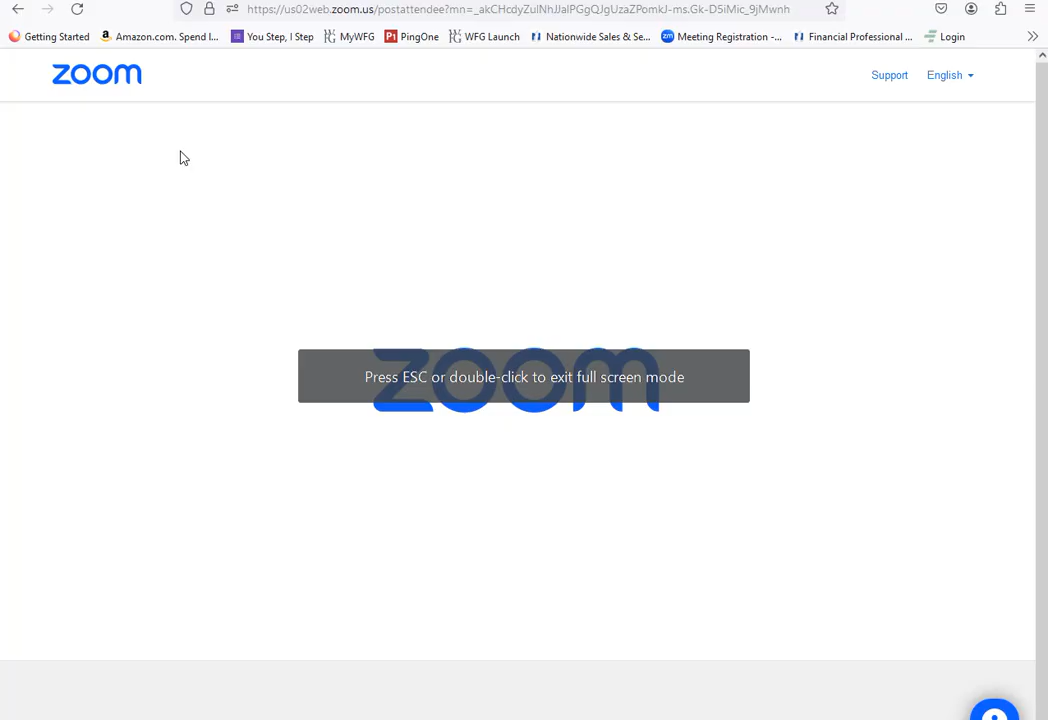 https://us02web.zoom.us/postattendee?mn=_akCHcdyZulNhJJalPGgQJgUzaZPomkJ-ms.Gk-D5iMic_9jMwnh
Getting Started
Amazon.com. Spend l...
You Step, I Step
MyWFG
PingOne
WFG Launch
Nationwide Sales & Se...
Meeting Registration -...
Financial Professional ...
Login
zoom
Support
English
zoom
Press ESC or double-click to exit full screen mode